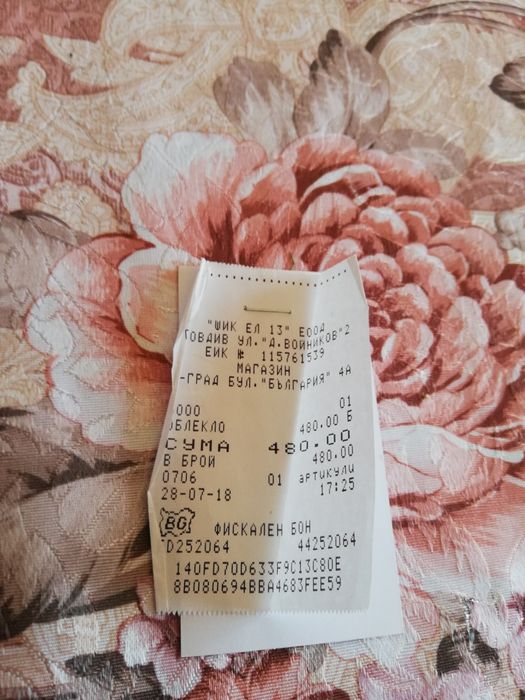 "ШИК ЕЛ 13" ЕООД
ГОВДИВ УЛ."Д.ВОЙНИКОВ"2
ЕИК № 115761539
МАГАЗИН
-ГРАД БУЛ."БЪЛГАРИЯ" 4А
000 01
ОБЛЕКЛО 480.00 Б
СУМА 480.00
В БРОЙ 480.00
0706 01 артикули
28-07-18 17:25
BG ФИСКАЛЕН БОН
D252064 44252064
140FD70D633F9C13C80E
8B080694BBA4683FEE59